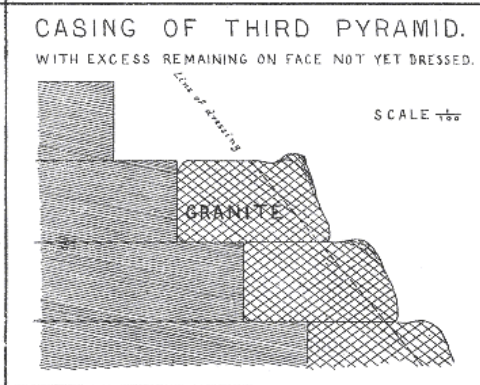 CASING OF THIRD PYRAMID.
WITH EXCESS REMAINING ON FACE NOT YET DRESSED.
Line of dressing
SCALE 1/100
GRANITE